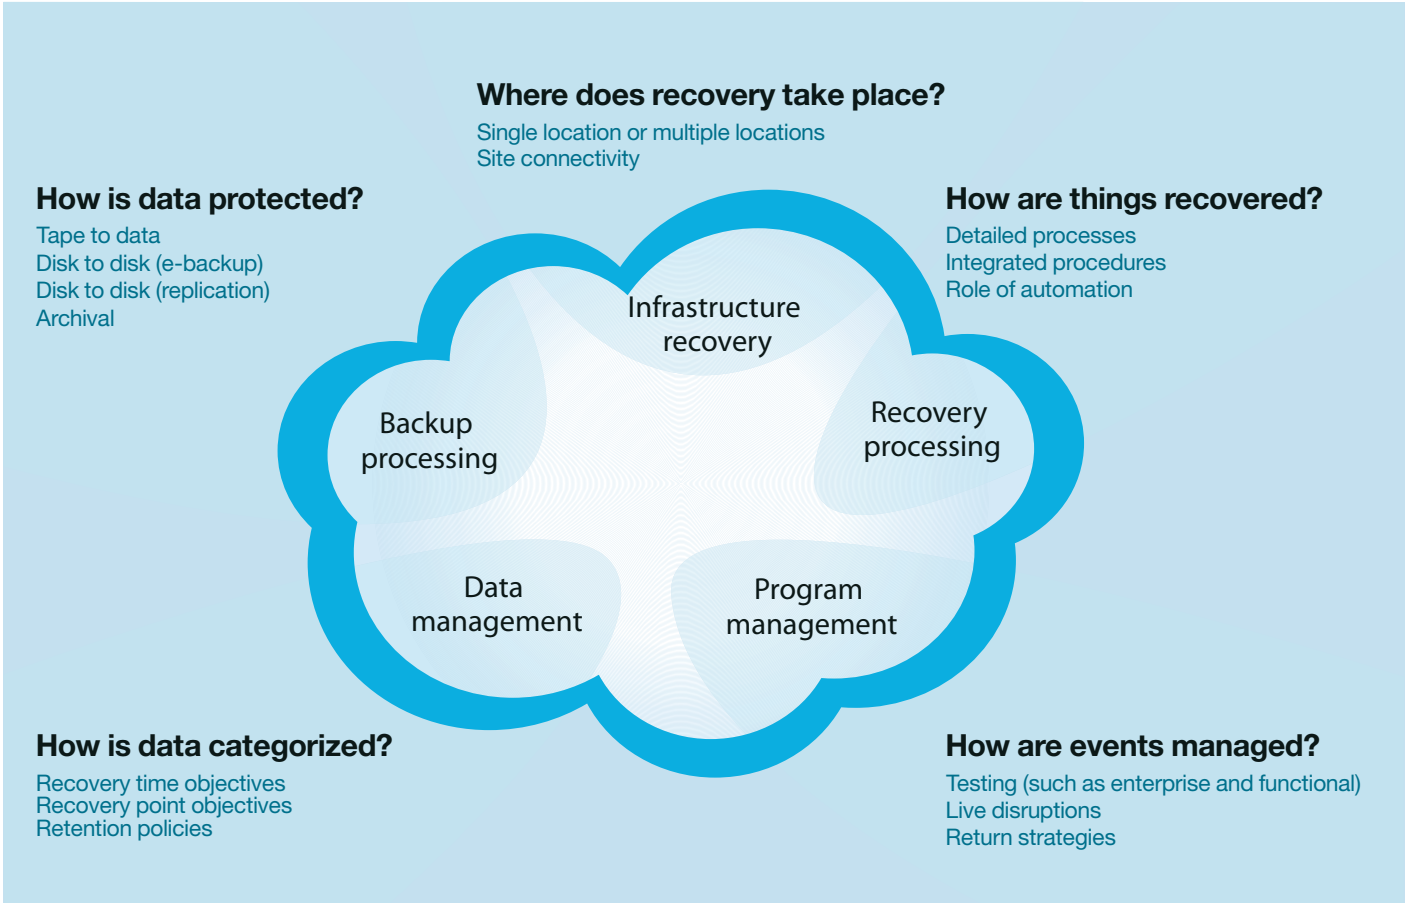 Where does recovery take place?
Single location or multiple locations
Site connectivity
How is data protected?
Tape to data
Disk to disk (e-backup)
Disk to disk (replication)
Archival
How are things recovered?
Detailed processes
Integrated procedures
Role of automation
Infrastructure
recovery
Backup
processing
Recovery
processing
Data
management
Program
management
How is data categorized?
Recovery time objectives
Recovery point objectives
Retention policies
How are events managed?
Testing (such as enterprise and functional)
Live disruptions
Return strategies